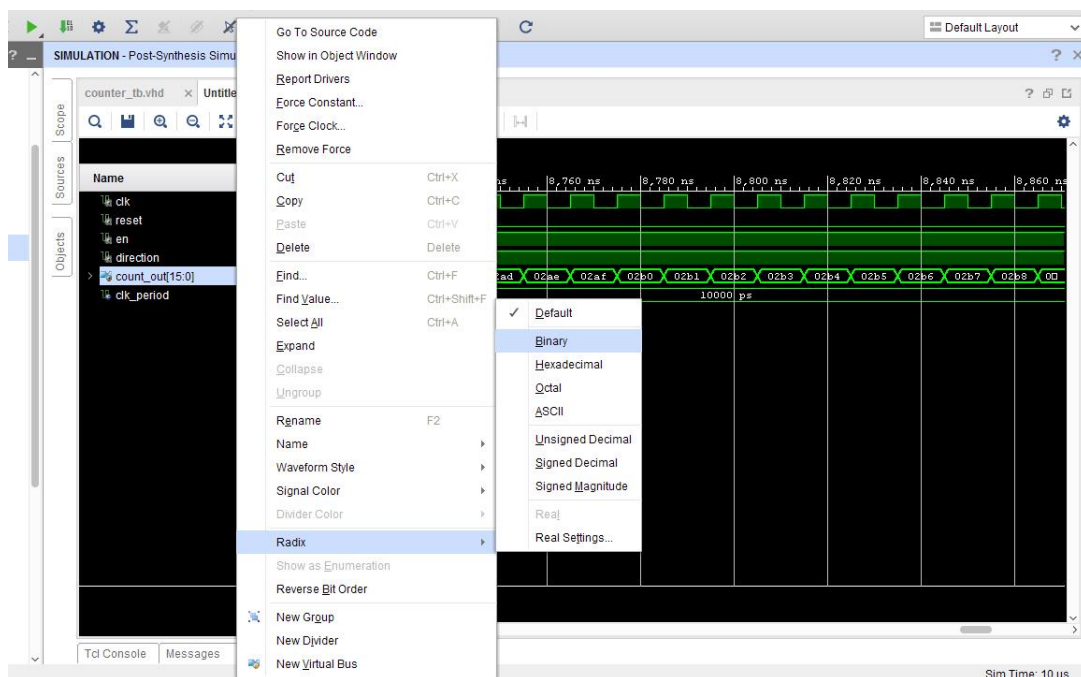 Default Layout
?
SIMULATION - Post-Synthesis Simu
?
counter_tb.vhd
Untitle
?
Scope
Sources
Objects
Name
clk
reset
en
direction
count_out[15:0]
clk_period
Go To Source Code
Show in Object Window
Report Drivers
Force Constant...
Force Clock...
Remove Force
Cut Ctrl+X
Copy Ctrl+C
Paste Ctrl+V
Delete Delete
Find... Ctrl+F
Find Value... Ctrl+Shift+F
Select All Ctrl+A
Expand
Collapse
Ungroup
Rename F2
Name
Waveform Style
Signal Color
Divider Color
Radix
Show as Enumeration
Reverse Bit Order
New Group
New Divider
New Virtual Bus
Default
Binary
Hexadecimal
Octal
ASCII
Unsigned Decimal
Signed Decimal
Signed Magnitude
Real
Real Settings...
ns 8,760 ns 8,780 ns 8,800 ns 8,820 ns 8,840 ns 8,860 ns
02ae 02af 02b0 02b1 02b2 02b3 02b4 02b5 02b6 02b7 02b8
10000 ps
Tcl Console Messages
Sim Time: 10 us